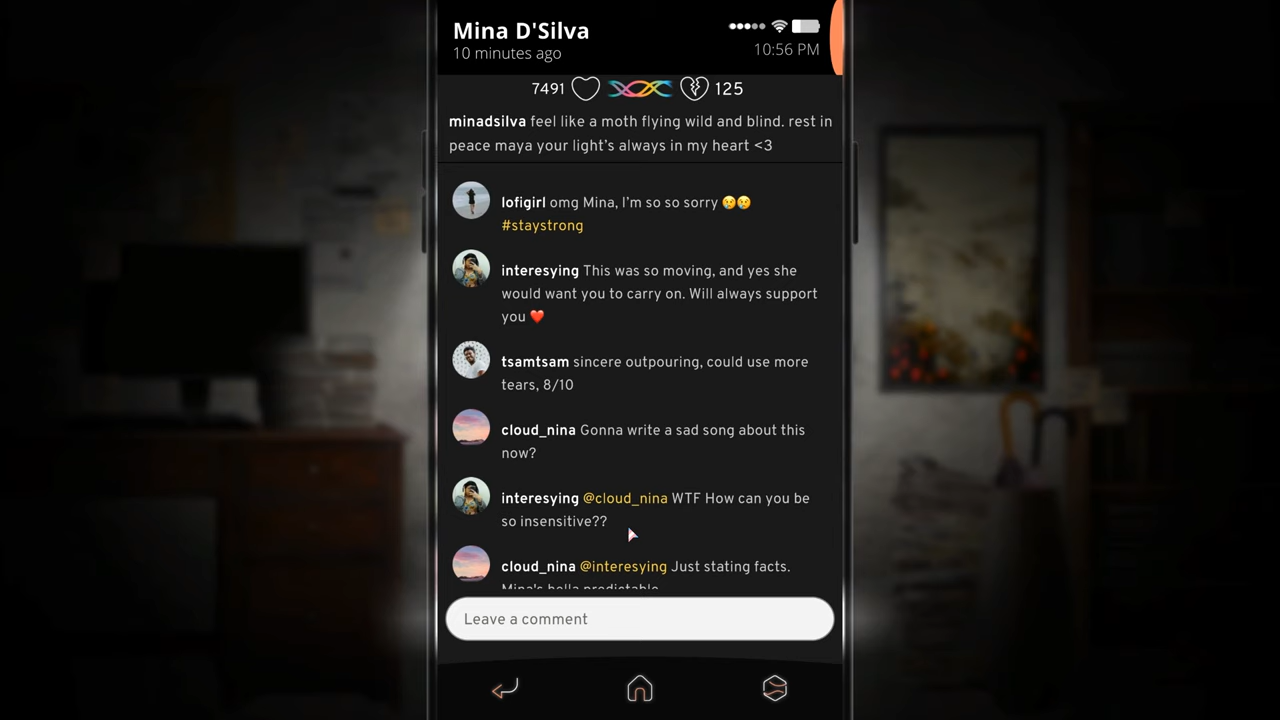 Mina D'Silva
10 minutes ago
10:56 PM
7491
125
minadsilva feel like a moth flying wild and blind. rest in
peace maya your light's always in my heart <3
lofigirl omg Mina, I'm so so sorry 😢😢
#staystrong
interesying This was so moving, and yes she
would want you to carry on. Will always support
you ❤️
tsamtsam sincere outpouring, could use more
tears, 8/10
cloud_nina Gonna write a sad song about this
now?
interesying @cloud_nina WTF How can you be
so insensitive??
cloud_nina @interesying Just stating facts.
Mina's hella predictable
Leave a comment